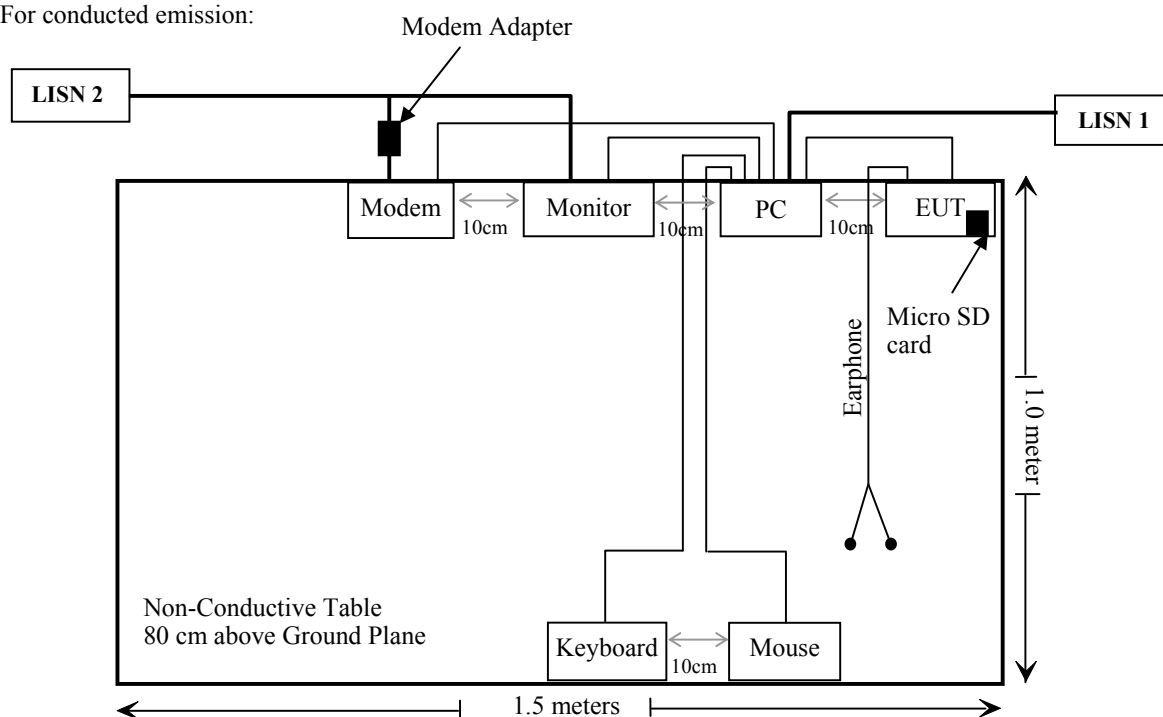 For conducted emission:
Modem Adapter
LISN 2
LISN 1
Modem
Monitor
PC
EUT
10cm
10cm
10cm
Micro SD
card
Earphone
1.0 meter
Non-Conductive Table
80 cm above Ground Plane
Keyboard
Mouse
10cm
1.5 meters